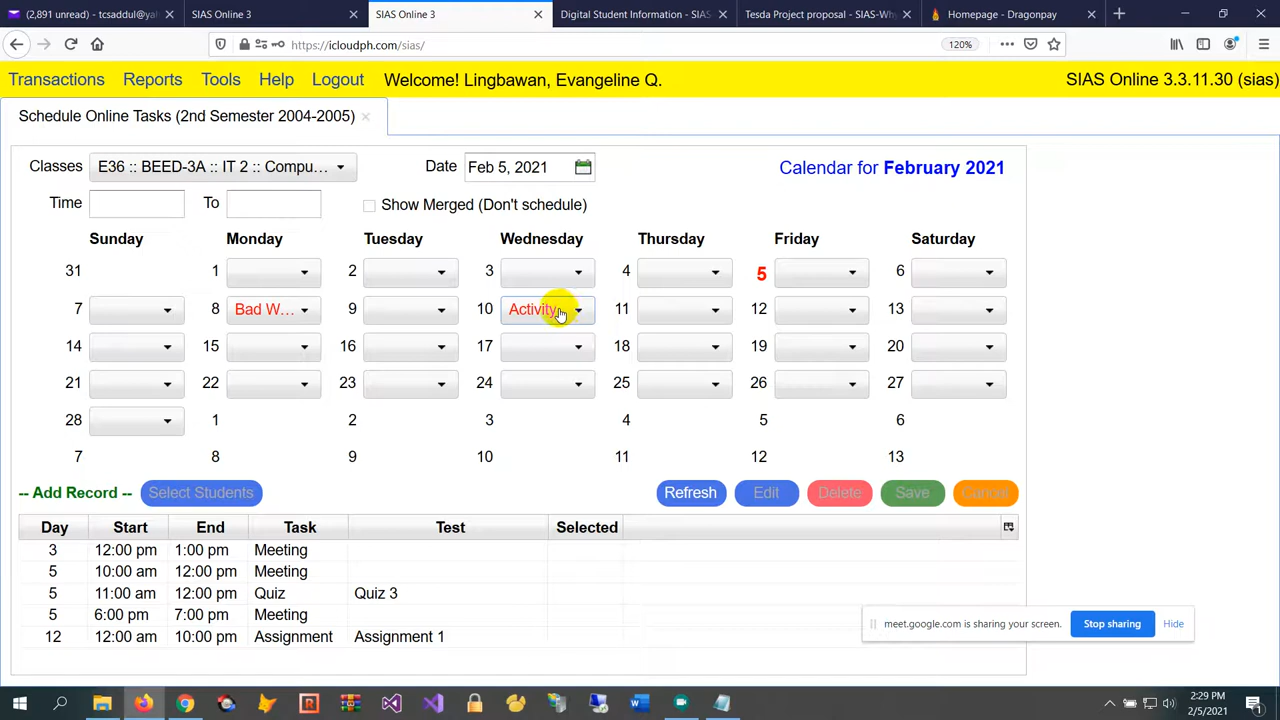 (2,891 unread) - tcsaddul@ya
SIAS Online 3
SIAS Online 3
Digital Student Information - SIAS
Tesda Project proposal - SIAS-Wh
Homepage - Dragonpay
https://icloudph.com/sias/
120%
Transactions Reports Tools Help Logout Welcome! Lingbawan, Evangeline Q. SIAS Online 3.3.11.30 (sias)
Schedule Online Tasks (2nd Semester 2004-2005)
Classes E36 :: BEED-3A :: IT 2 :: Compu... Date Feb 5, 2021 Calendar for February 2021
Time To Show Merged (Don't schedule)
Sunday Monday Tuesday Wednesday Thursday Friday Saturday
31 1 2 3 4 5 6
7 8 Bad W... 9 10 Activity 11 12 13
14 15 16 17 18 19 20
21 22 23 24 25 26 27
28 1 2 3 4 5 6
7 8 9 10 11 12 13
-- Add Record -- Select Students Refresh Edit Delete Save Cancel
Day Start End Task Test Selected
3 12:00 pm 1:00 pm Meeting
5 10:00 am 12:00 pm Meeting
5 11:00 am 12:00 pm Quiz Quiz 3
5 6:00 pm 7:00 pm Meeting
12 12:00 am 10:00 pm Assignment Assignment 1
meet.google.com is sharing your screen. Stop sharing Hide
2:29 PM
2/5/2021